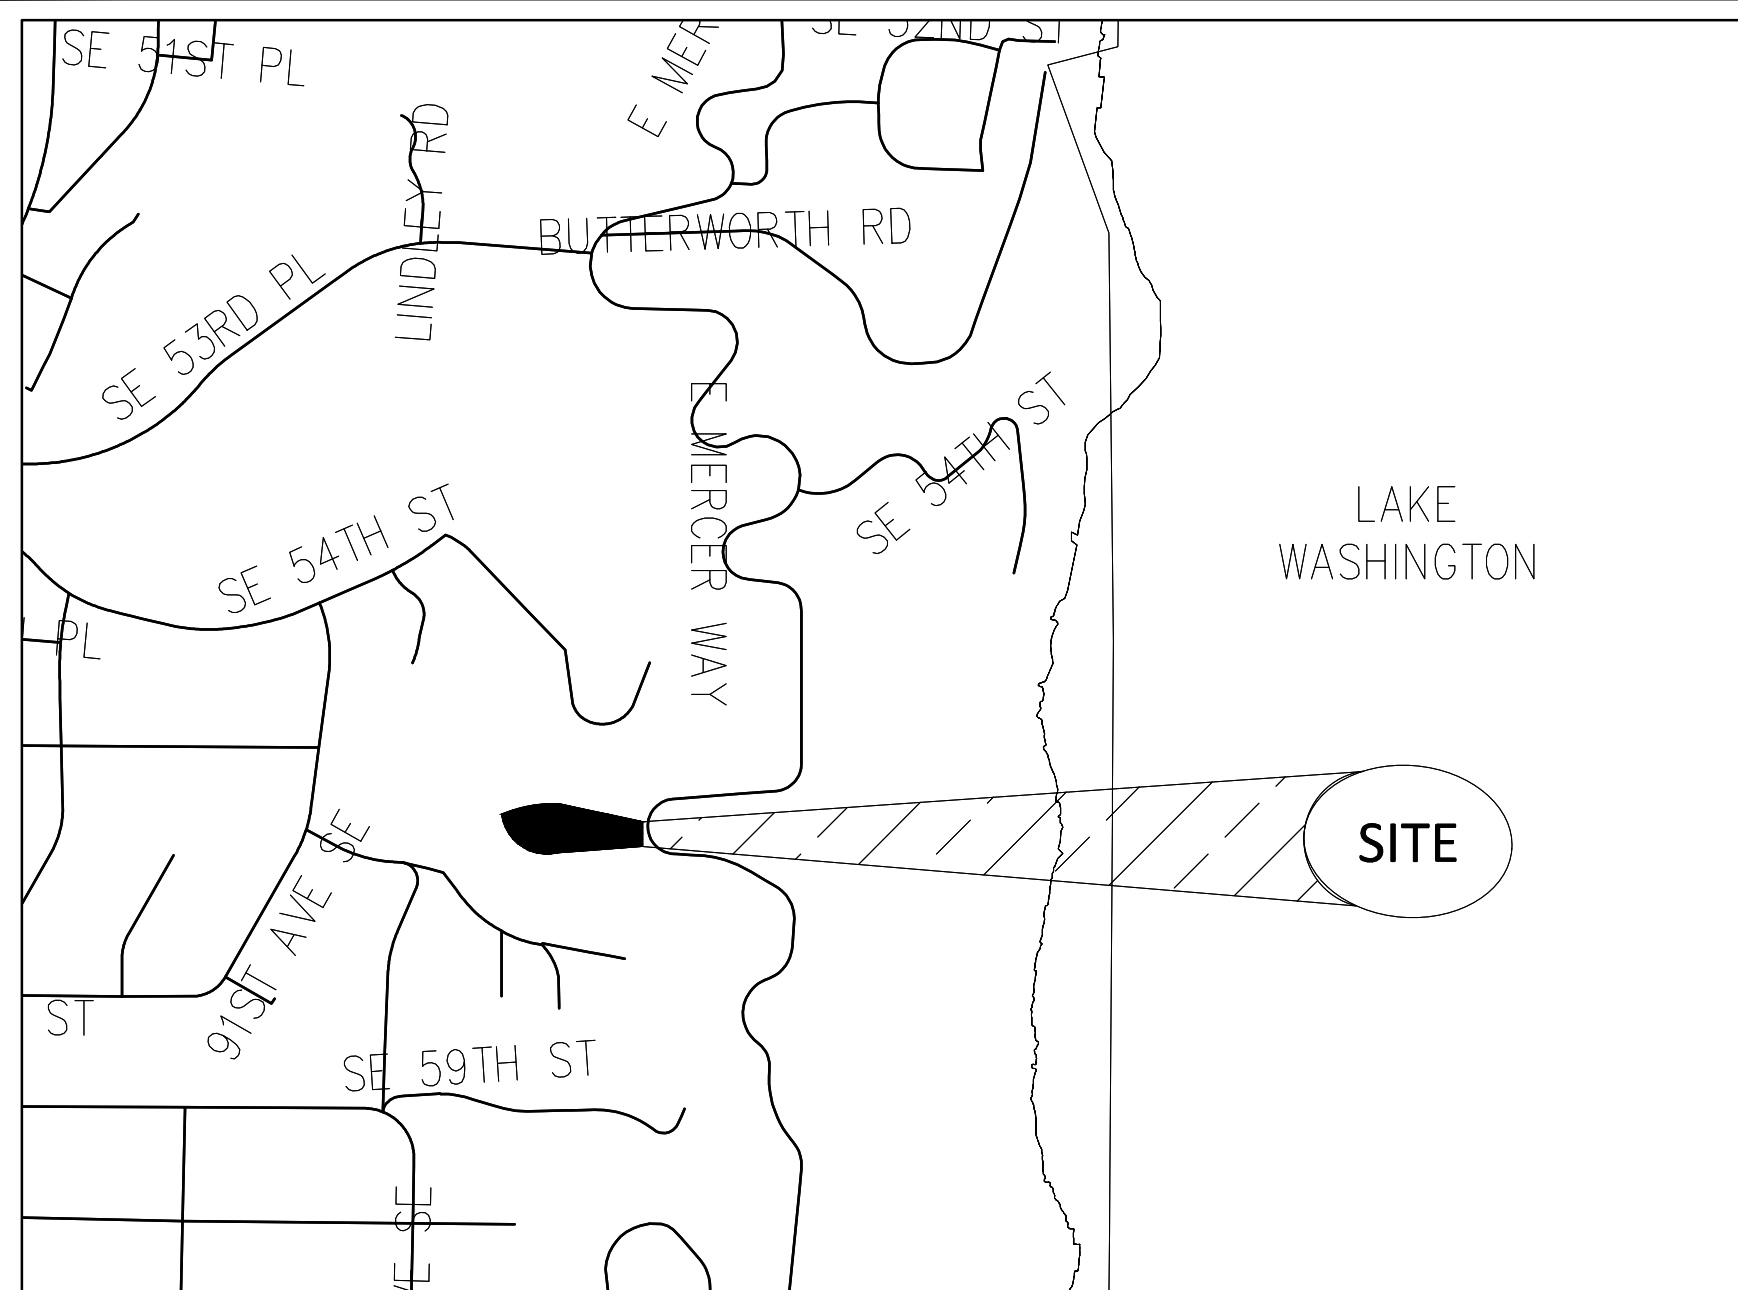 SE 52ND ST
SE 51ST PL
E MER
LINDLEY RD
BUTTERWORTH RD
SE 53RD PL
E MERCER WAY
SE 54TH ST
LAKE
WASHINGTON
SE 54TH ST
PL
SITE
91ST AVE SE
ST
SE 59TH ST
VE SE